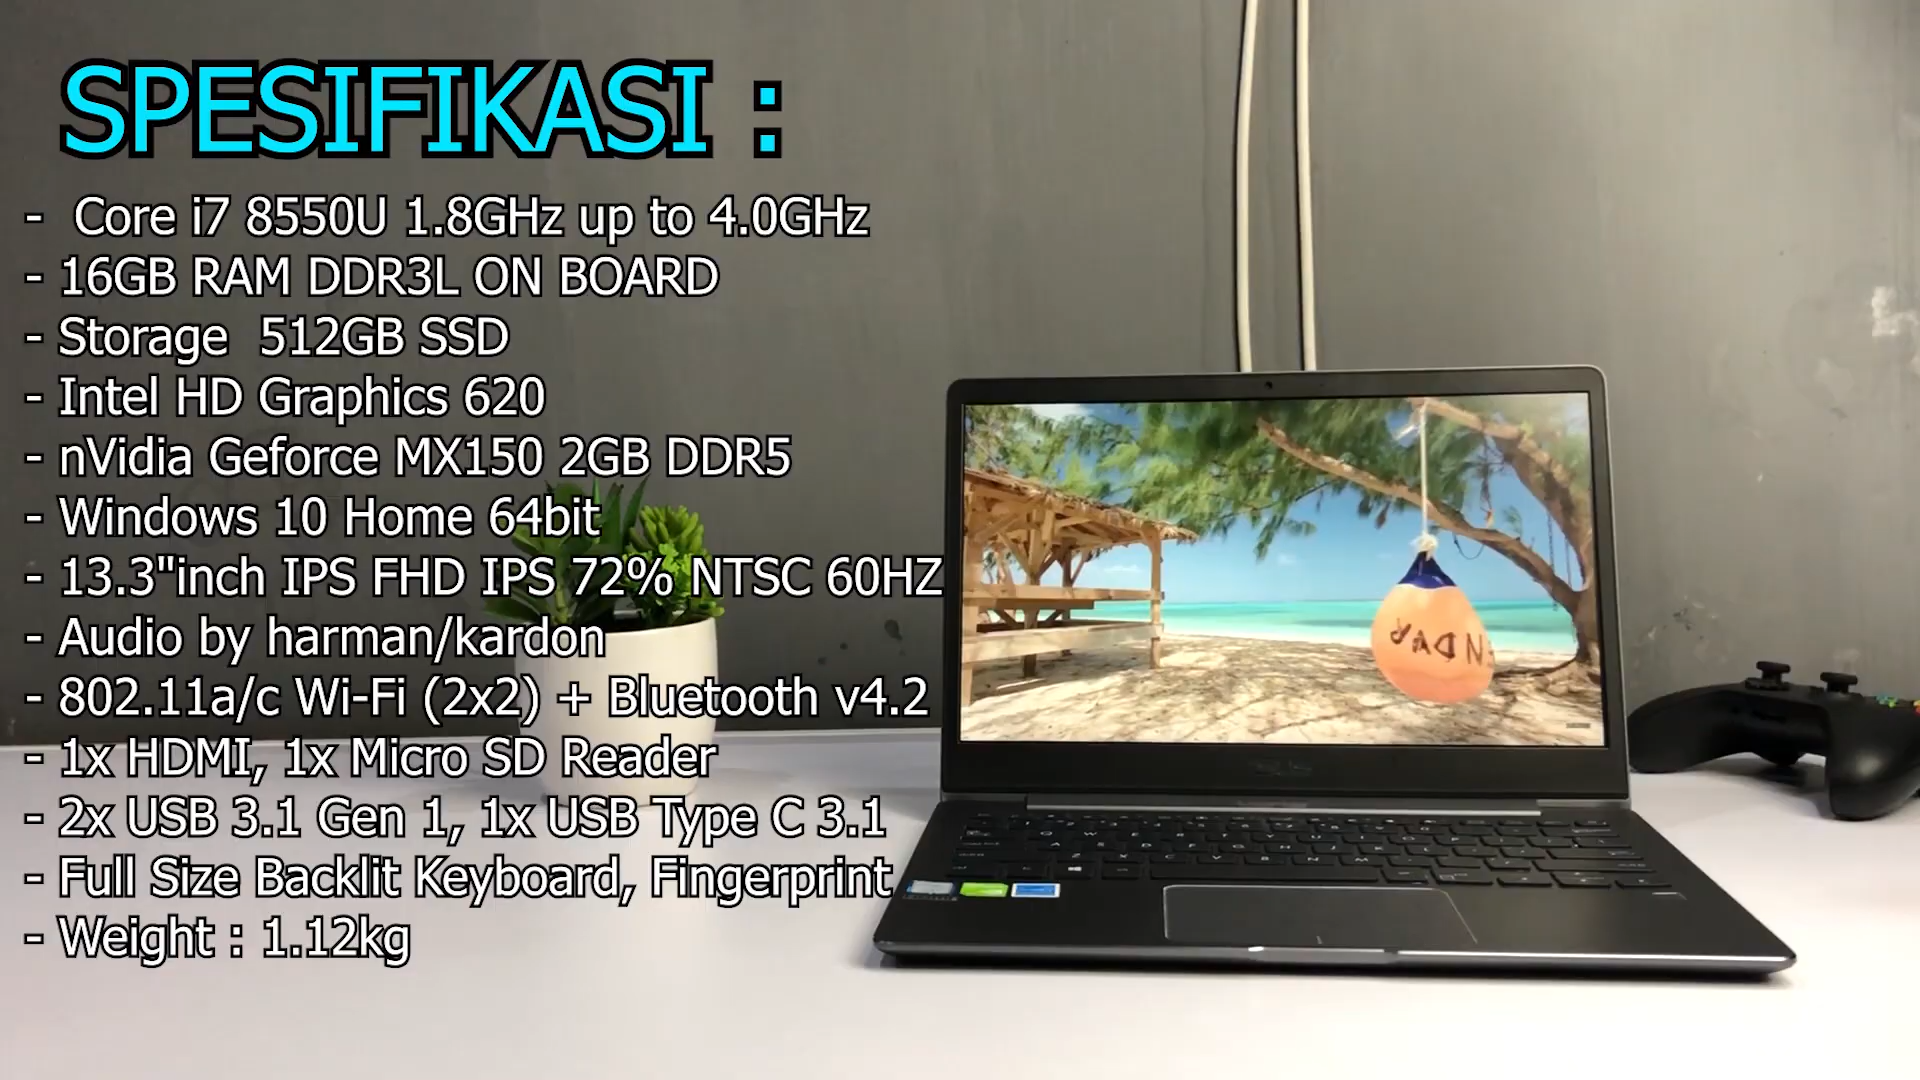 SPESIFIKASI :
- Core i7 8550U 1.8GHz up to 4.0GHz
- 16GB RAM DDR3L ON BOARD
- Storage  512GB SSD
- Intel HD Graphics 620
- nVidia Geforce MX150 2GB DDR5
- Windows 10 Home 64bit
- 13.3"inch IPS FHD IPS 72% NTSC 60HZ
- Audio by harman/kardon
- 802.11a/c Wi-Fi (2x2) + Bluetooth v4.2
- 1x HDMI, 1x Micro SD Reader
- 2x USB 3.1 Gen 1, 1x USB Type C 3.1
- Full Size Backlit Keyboard, Fingerprint
- Weight : 1.12kg